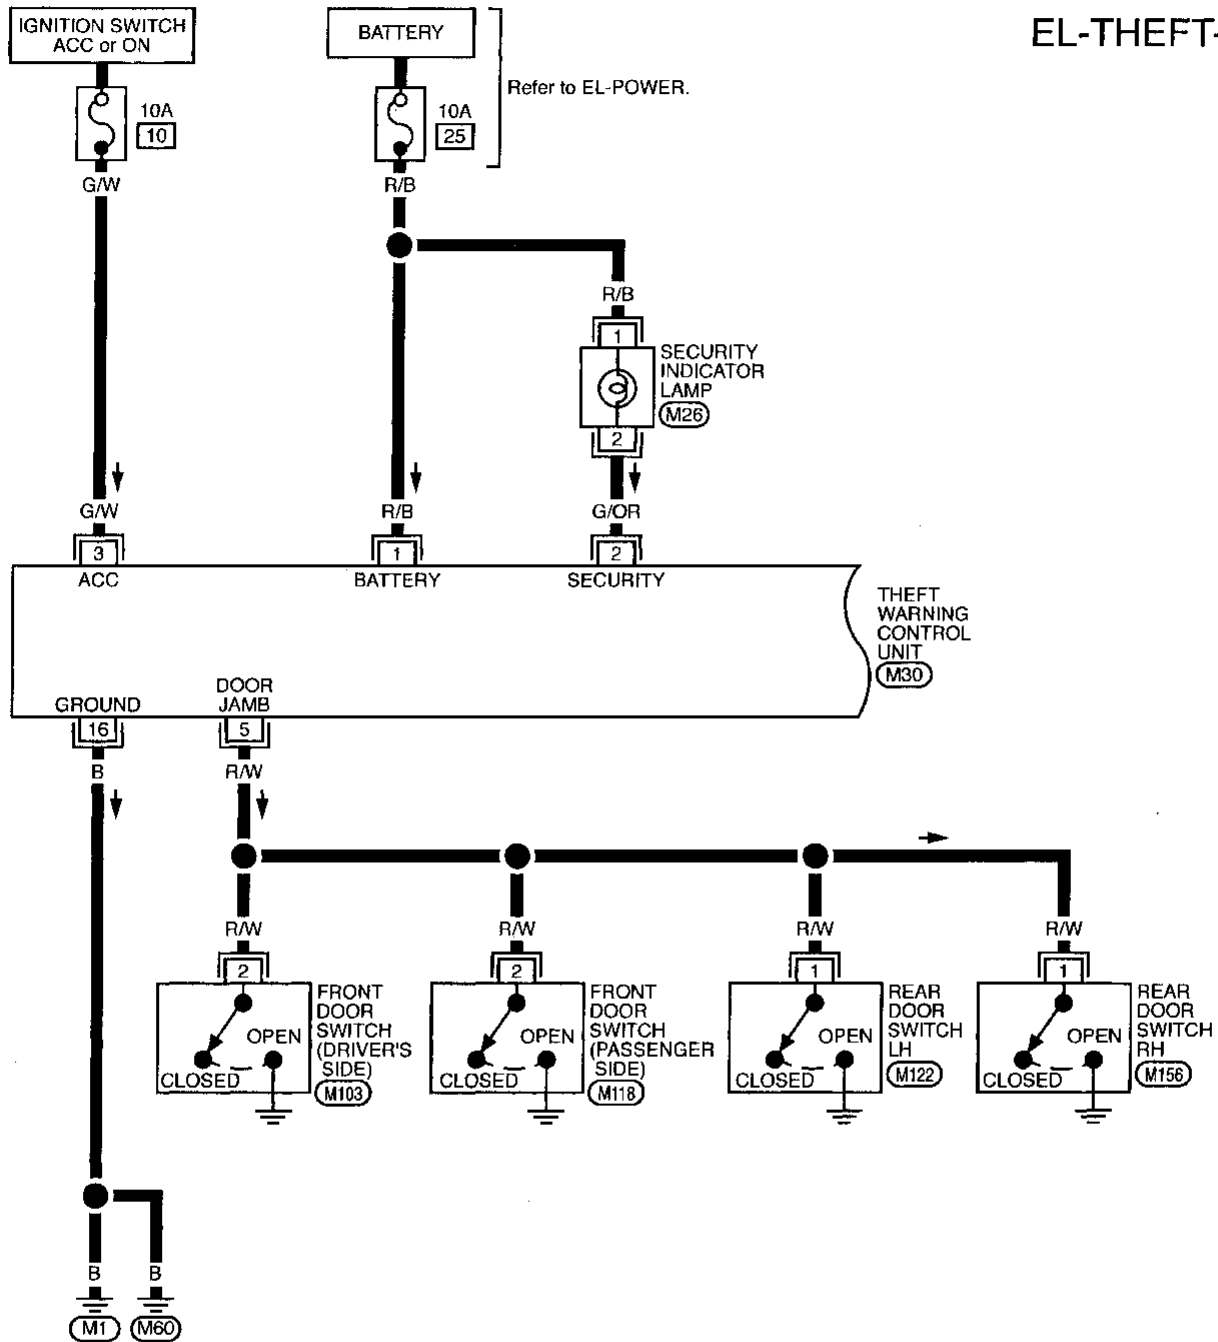 EL-THEFT-
IGNITION SWITCH
ACC or ON
BATTERY
Refer to EL-POWER.
10A
10
10A
25
G/W
R/B
R/B
1
SECURITY
INDICATOR
LAMP
M26
2
G/W
R/B
G/OR
3
1
2
ACC
BATTERY
SECURITY
THEFT
WARNING
CONTROL
UNIT
M30
GROUND
DOOR
JAMB
16
5
B
R/W
R/W
R/W
R/W
R/W
2
2
1
1
FRONT
DOOR
SWITCH
(DRIVER'S
SIDE)
M103
OPEN
CLOSED
FRONT
DOOR
SWITCH
(PASSENGER
SIDE)
M118
OPEN
CLOSED
REAR
DOOR
SWITCH
LH
M122
OPEN
CLOSED
REAR
DOOR
SWITCH
RH
M156
OPEN
CLOSED
B
B
M1
M60